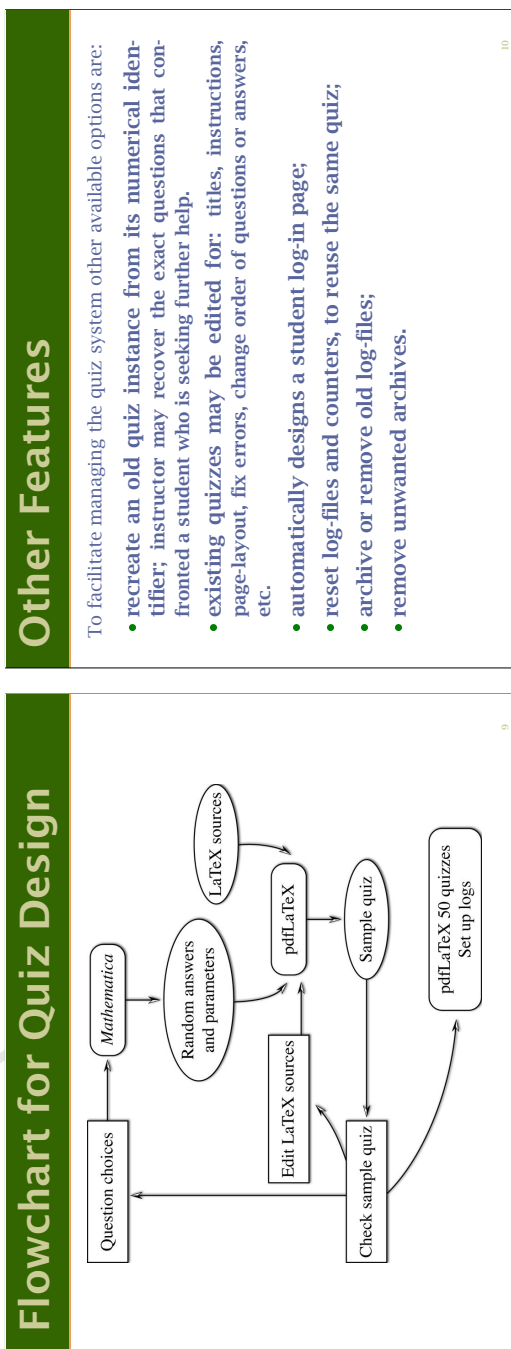 Flowchart for Quiz Design
Question choices
Mathematica
Random answers
and parameters
LaTeX sources
Edit LaTeX sources
pdfLaTeX
Check sample quiz
Sample quiz
pdfLaTeX 50 quizzes
Set up logs
9
Other Features
To facilitate managing the quiz system other available options are:
• recreate an old quiz instance from its numerical iden-
tifier; instructor may recover the exact questions that con-
fronted a student who is seeking further help.
• existing quizzes may be edited for: titles, instructions,
page-layout, fix errors, change order of questions or answers,
etc.
• automatically designs a student log-in page;
• reset log-files and counters, to reuse the same quiz;
• archive or remove old log-files;
• remove unwanted archives.
10